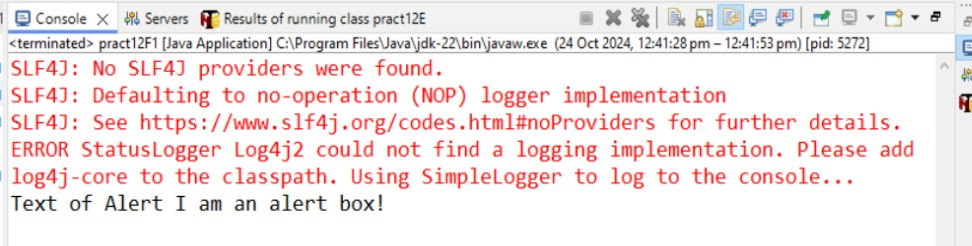 Console Servers Results of running class pract12E
<terminated> pract12F1 [Java Application] C:\Program Files\Java\jdk-22\bin\javaw.exe (24 Oct 2024, 12:41:28 pm – 12:41:53 pm) [pid: 5272]
SLF4J: No SLF4J providers were found.
SLF4J: Defaulting to no-operation (NOP) logger implementation
SLF4J: See https://www.slf4j.org/codes.html#noProviders for further details.
ERROR StatusLogger Log4j2 could not find a logging implementation. Please add
log4j-core to the classpath. Using SimpleLogger to log to the console...
Text of Alert I am an alert box!